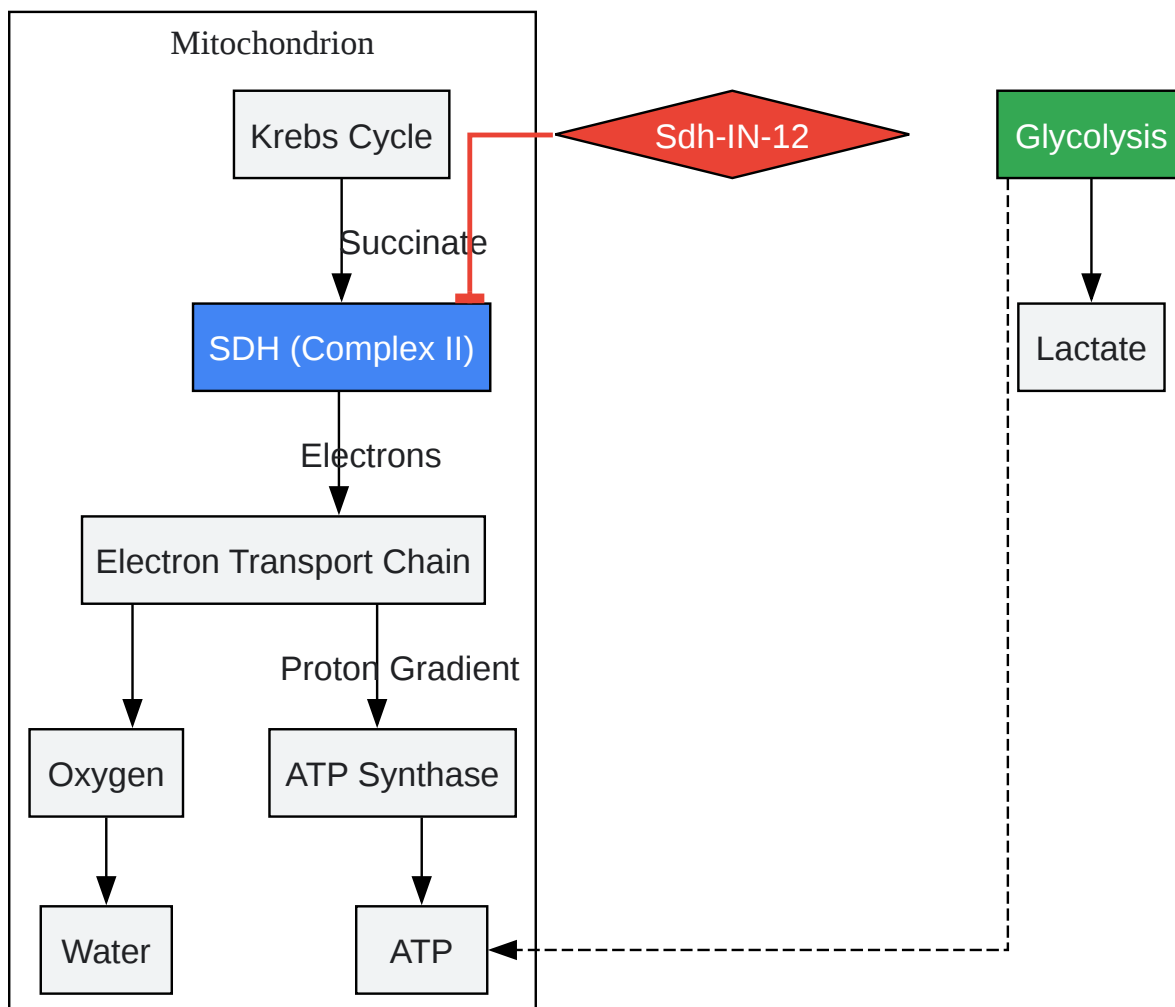 Mitochondrion
Krebs Cycle
Sdh-IN-12
Glycolysis
Succinate
SDH (Complex II)
Lactate
Electrons
Electron Transport Chain
Proton Gradient
Oxygen
ATP Synthase
Water
ATP